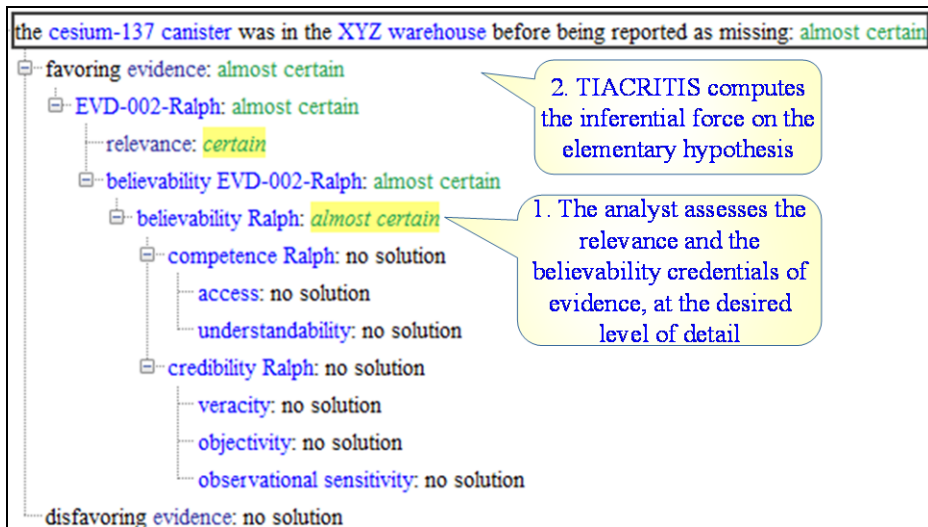 the cesium-137 canister was in the XYZ warehouse before being reported as missing: almost certain
favoring evidence: almost certain
EVD-002-Ralph: almost certain
relevance: certain
believability EVD-002-Ralph: almost certain
believability Ralph: almost certain
competence Ralph: no solution
access: no solution
understandability: no solution
credibility Ralph: no solution
veracity: no solution
objectivity: no solution
observational sensitivity: no solution
disfavoring evidence: no solution
2. TIACRITIS computes
the inferential force on the
elementary hypothesis
1. The analyst assesses the
relevance and the
believability credentials of
evidence, at the desired
level of detail